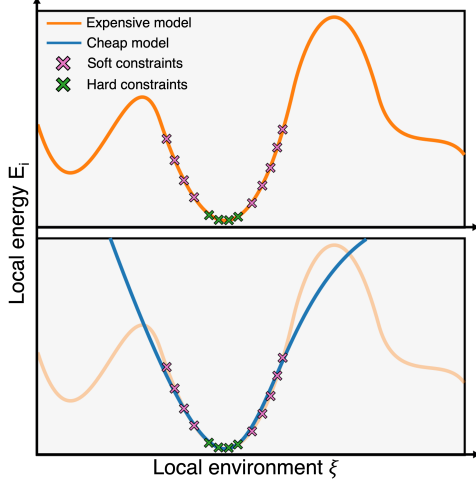 Expensive model
Cheap model
Soft constraints
Hard constraints
Local energy Eᵢ
Local environment ξ